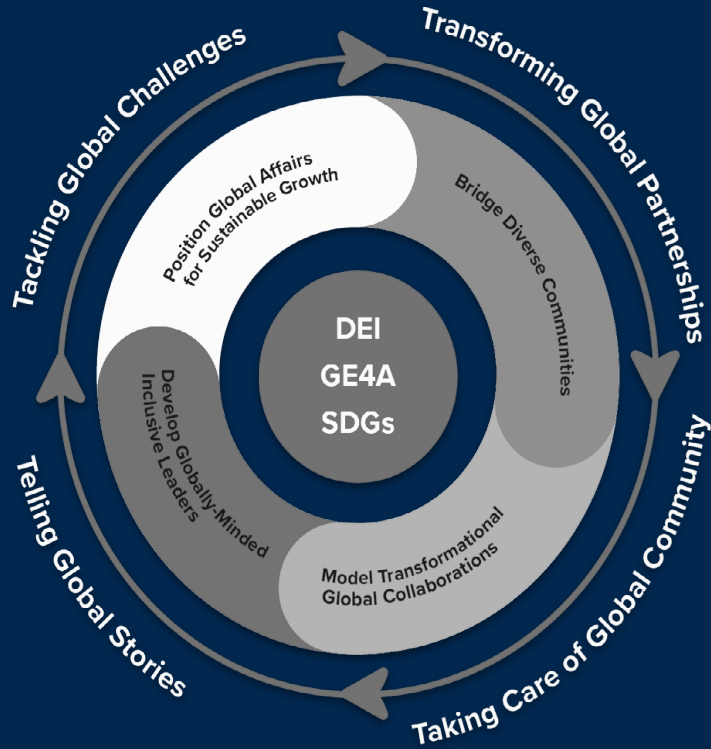 Tackling Global Challenges
Transforming Global Partnerships
Taking Care of Global Community
Telling Global Stories
Position Global Affairs
for Sustainable Growth
Bridge Diverse Communities
Model Transformational
Global Collaborations
Develop Globally-Minded
Inclusive Leaders
DEI
GE4A
SDGs